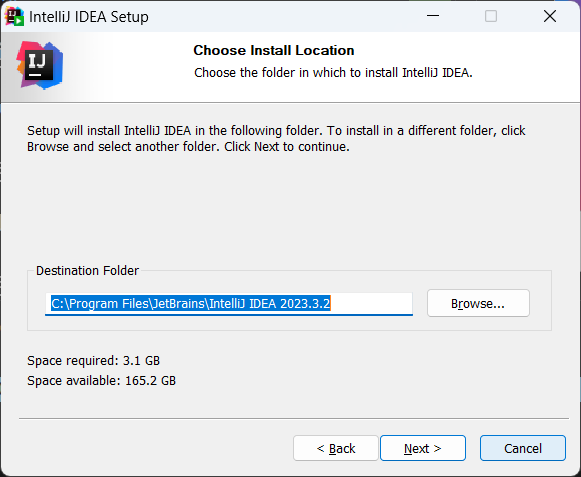 IntelliJ IDEA Setup
IJ
Choose Install Location
Choose the folder in which to install IntelliJ IDEA.
Setup will install IntelliJ IDEA in the following folder. To install in a different folder, click
Browse and select another folder. Click Next to continue.
Destination Folder
C:\Program Files\JetBrains\IntelliJ IDEA 2023.3.2
Browse...
Space required: 3.1 GB
Space available: 165.2 GB
< Back
Next >
Cancel